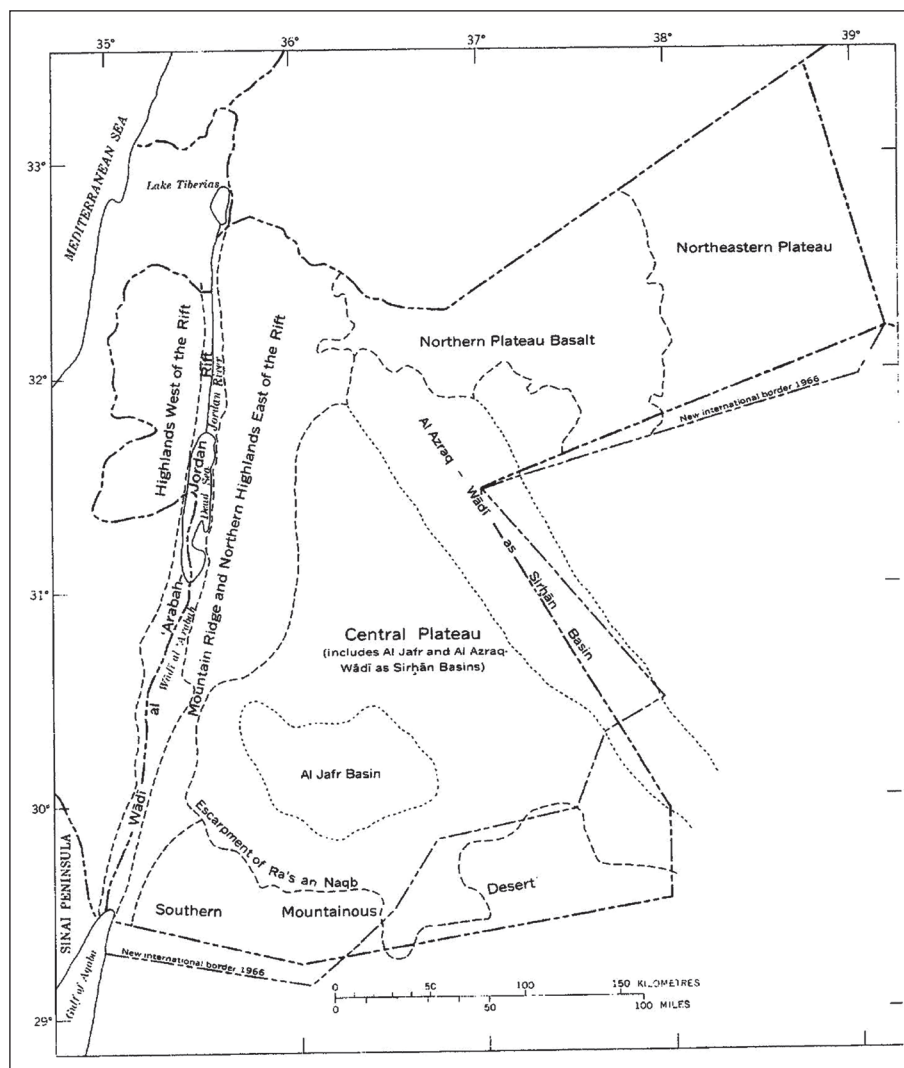 35° 36° 37° 38° 39°
33°
32°
31°
30°
29°
MEDITERRANEAN SEA
Lake Tiberias
Northeastern Plateau
Northern Plateau Basalt
New international border 1966
Highlands West of the Rift
Jordan Rift
Jordan River
Dead Sea
Mountain Ridge and Northern Highlands East of the Rift
Al Azraq – Wādī as Sirḥān Basin
Wādī al 'Arabah–
Wādī al 'Arabah
Central Plateau
(includes Al Jafr and Al Azraq-
Wādī as Sirḥān Basins)
Al Jafr Basin
Escarpment of Ra's an Naqb
Southern Mountainous Desert
SINAI PENINSULA
Gulf of Aqaba
New international border 1966
0 50 100 150 KILOMETRES
0 50 100 MILES